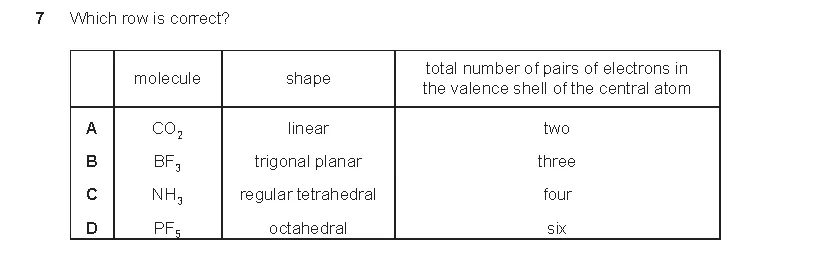 7 Which row is correct?
molecule shape total number of pairs of electrons in
the valence shell of the central atom
A CO₂ linear two
B BF₃ trigonal planar three
C NH₃ regular tetrahedral four
D PF₅ octahedral six